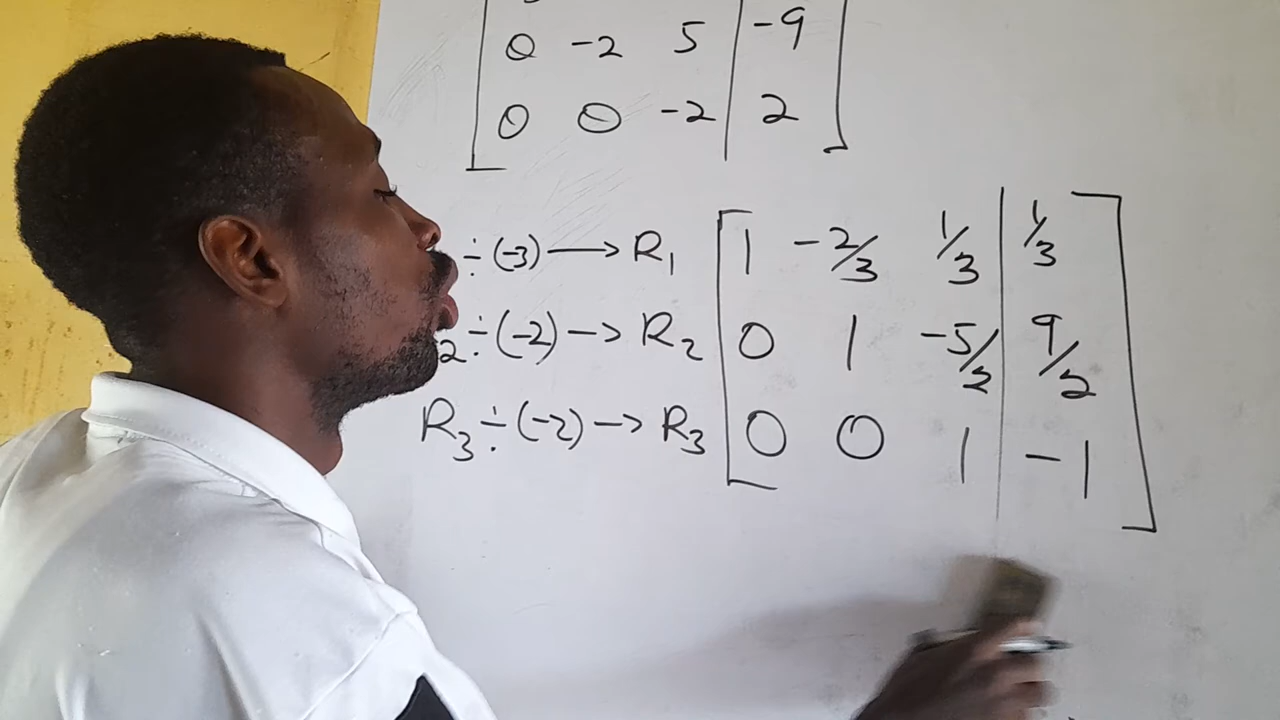 0 -2 5 | -9
0 0 -2 | 2
÷(-3) → R₁ [ 1 -2/3 1/3 | 1/3 ]
₂÷(-2) → R₂ [ 0 1 -5/2 | 9/2 ]
R₃÷(-2) → R₃ [ 0 0 1 | -1 ]